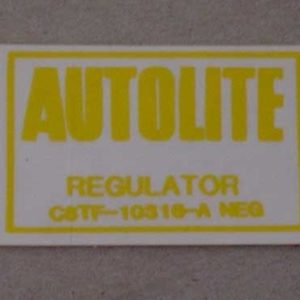 AUTOLITE
REGULATOR
C8TF-10316-A NEG